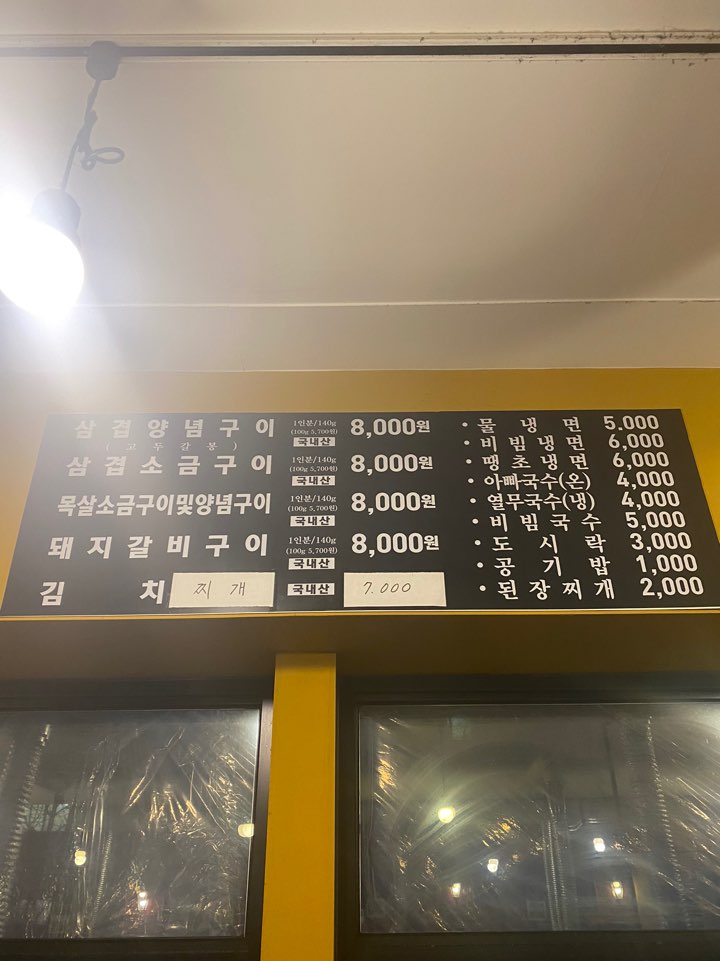 삼겹양념구이 1인분/140g (100g 5,700원) 국내산 8,000원
(고두갈봉)
삼겹소금구이 1인분/140g (100g 5,700원) 국내산 8,000원
목살소금구이및양념구이 1인분/140g (100g 5,700원) 국내산 8,000원
돼지갈비구이 1인분/140g (100g 5,700원) 국내산 8,000원
김치찌개 국내산 7.000
• 물냉면 5.000
• 비빔냉면 6,000
• 땡초냉면 6,000
• 아빠국수(온) 4,000
• 열무국수(냉) 4,000
• 비빔국수 5,000
• 도시락 3,000
• 공기밥 1,000
• 된장찌개 2,000